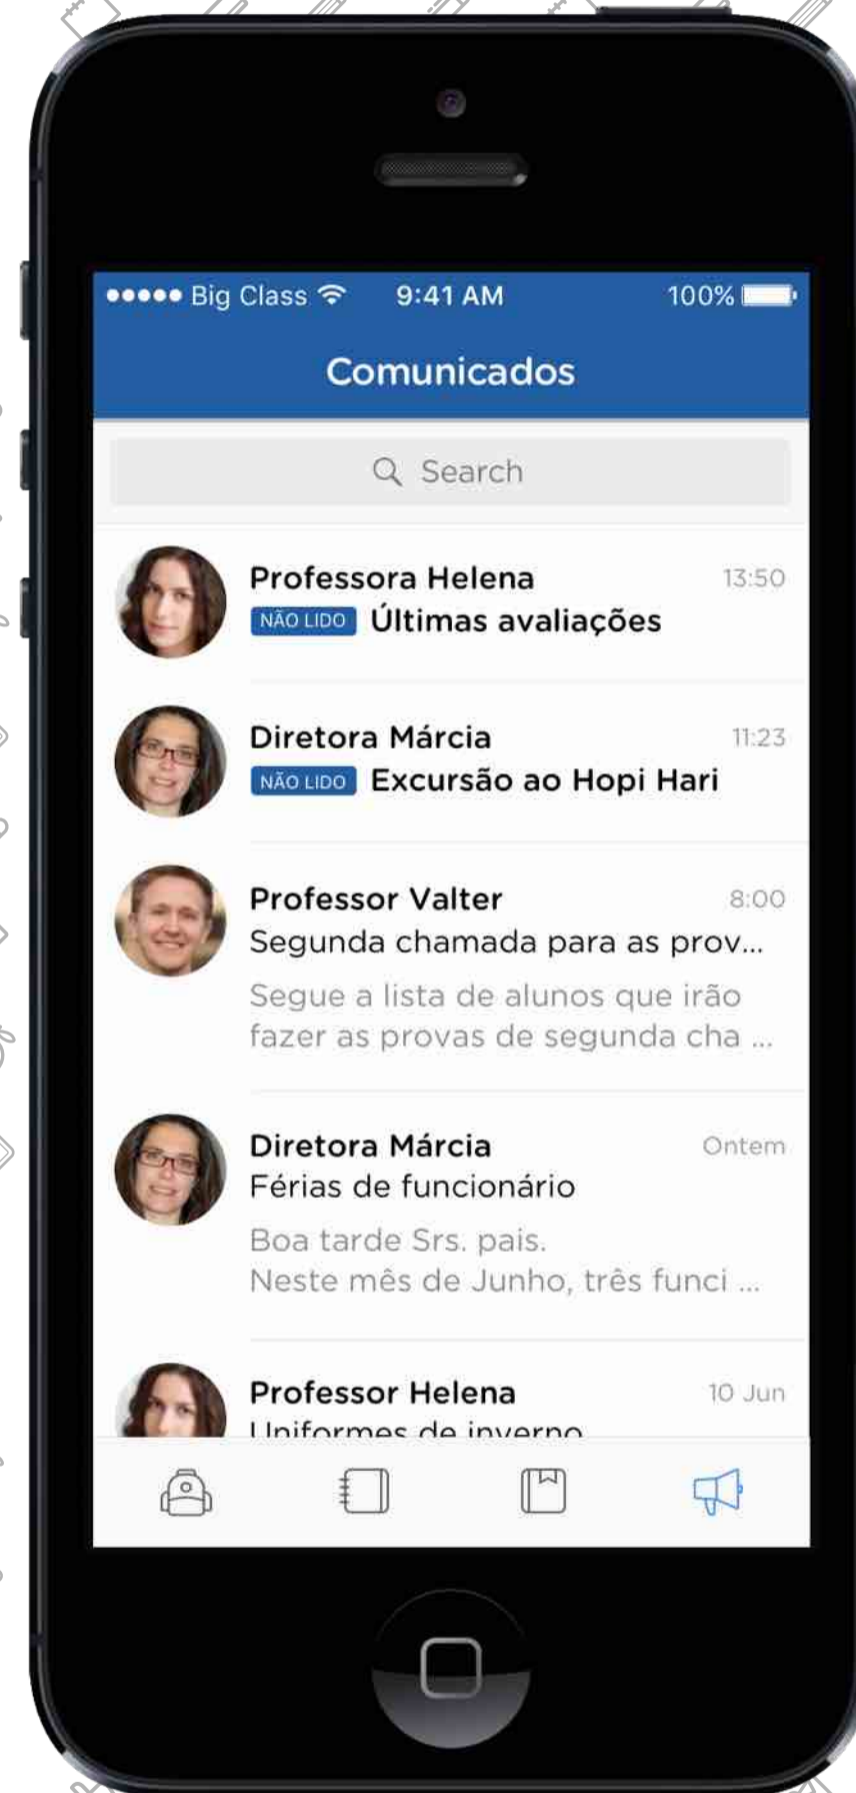 Big Class 9:41 AM 100%
Comunicados
Search
Professora Helena 13:50
NÃO LIDO Últimas avaliações
Diretora Márcia 11:23
NÃO LIDO Excursão ao Hopi Hari
Professor Valter 8:00
Segunda chamada para as prov...
Segue a lista de alunos que irão
fazer as provas de segunda cha ...
Diretora Márcia Ontem
Férias de funcionário
Boa tarde Srs. pais.
Neste mês de Junho, três funci ...
Professor Helena 10 Jun
Uniformes de inverno